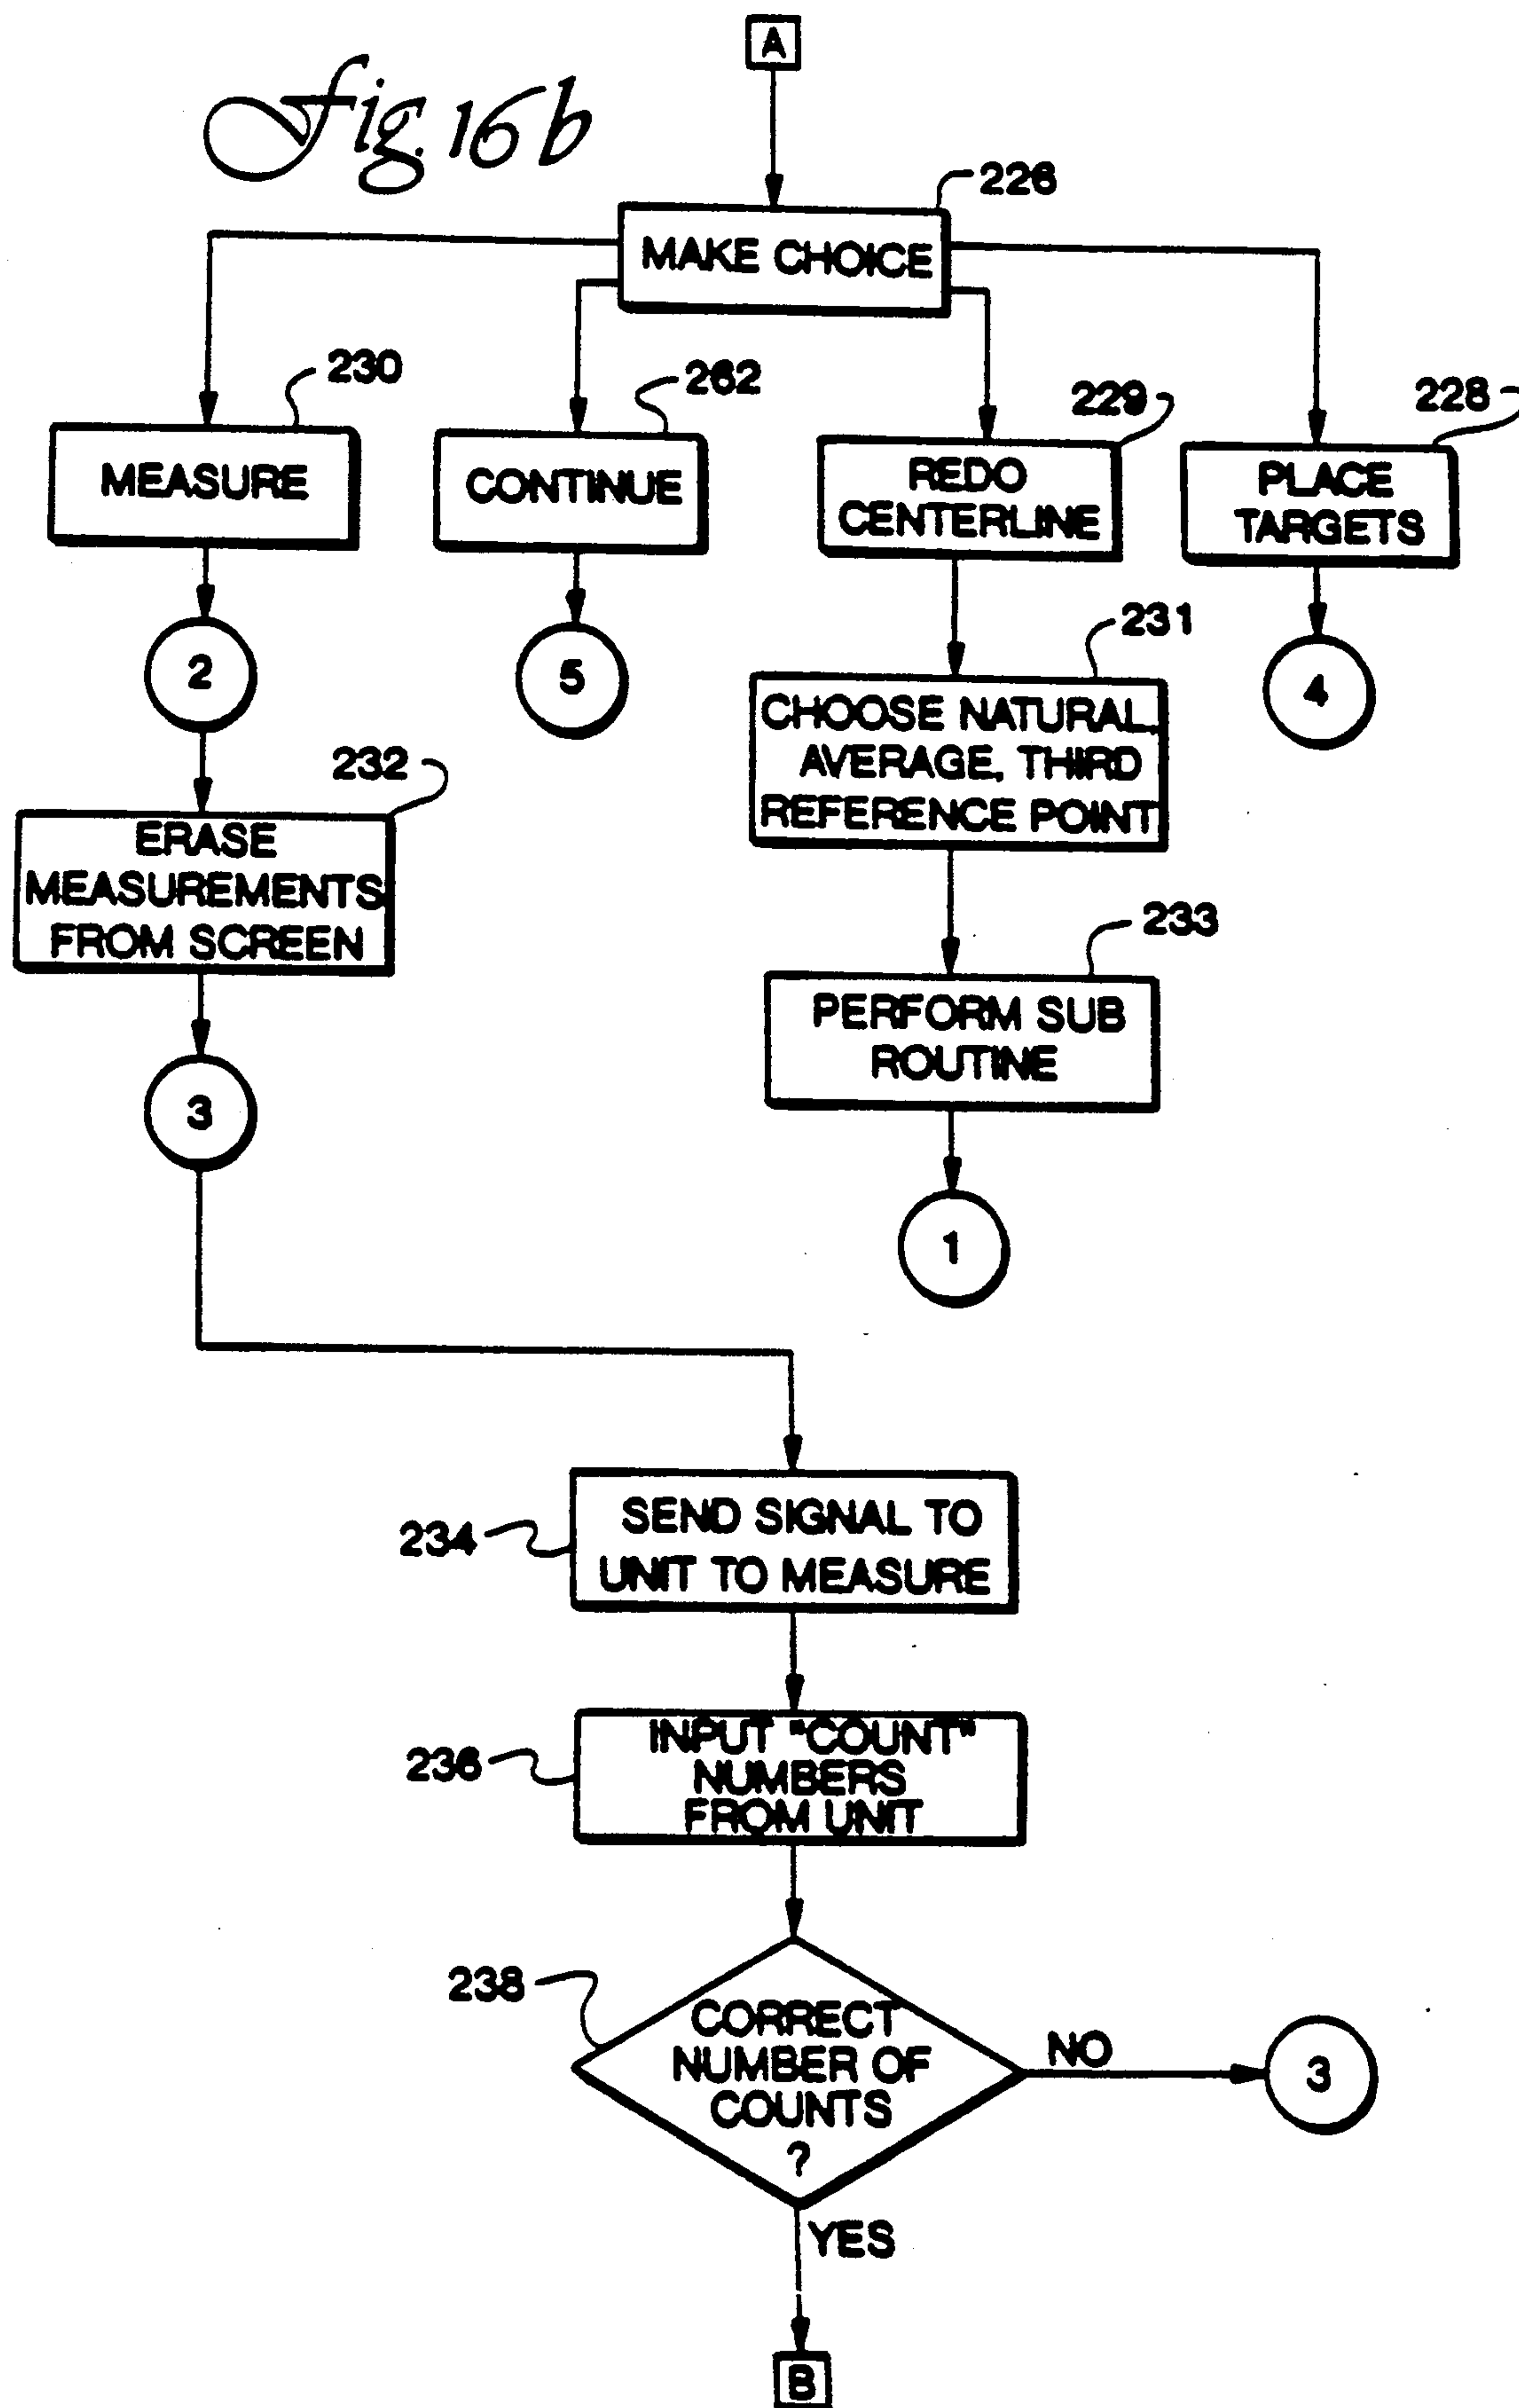 A
Fig. 16b
226
MAKE CHOICE
230
262
229
228
MEASURE
CONTINUE
REDO
CENTERLINE
PLACE
TARGETS
231
2
5
4
CHOOSE NATURAL,
AVERAGE, THIRD
REFERENCE POINT
232
ERASE
MEASUREMENTS
FROM SCREEN
233
PERFORM SUB
ROUTINE
3
1
234
SEND SIGNAL TO
UNIT TO MEASURE
236
INPUT "COUNT"
NUMBERS
FROM UNIT
238
CORRECT
NUMBER OF
COUNTS
?
NO
3
YES
B